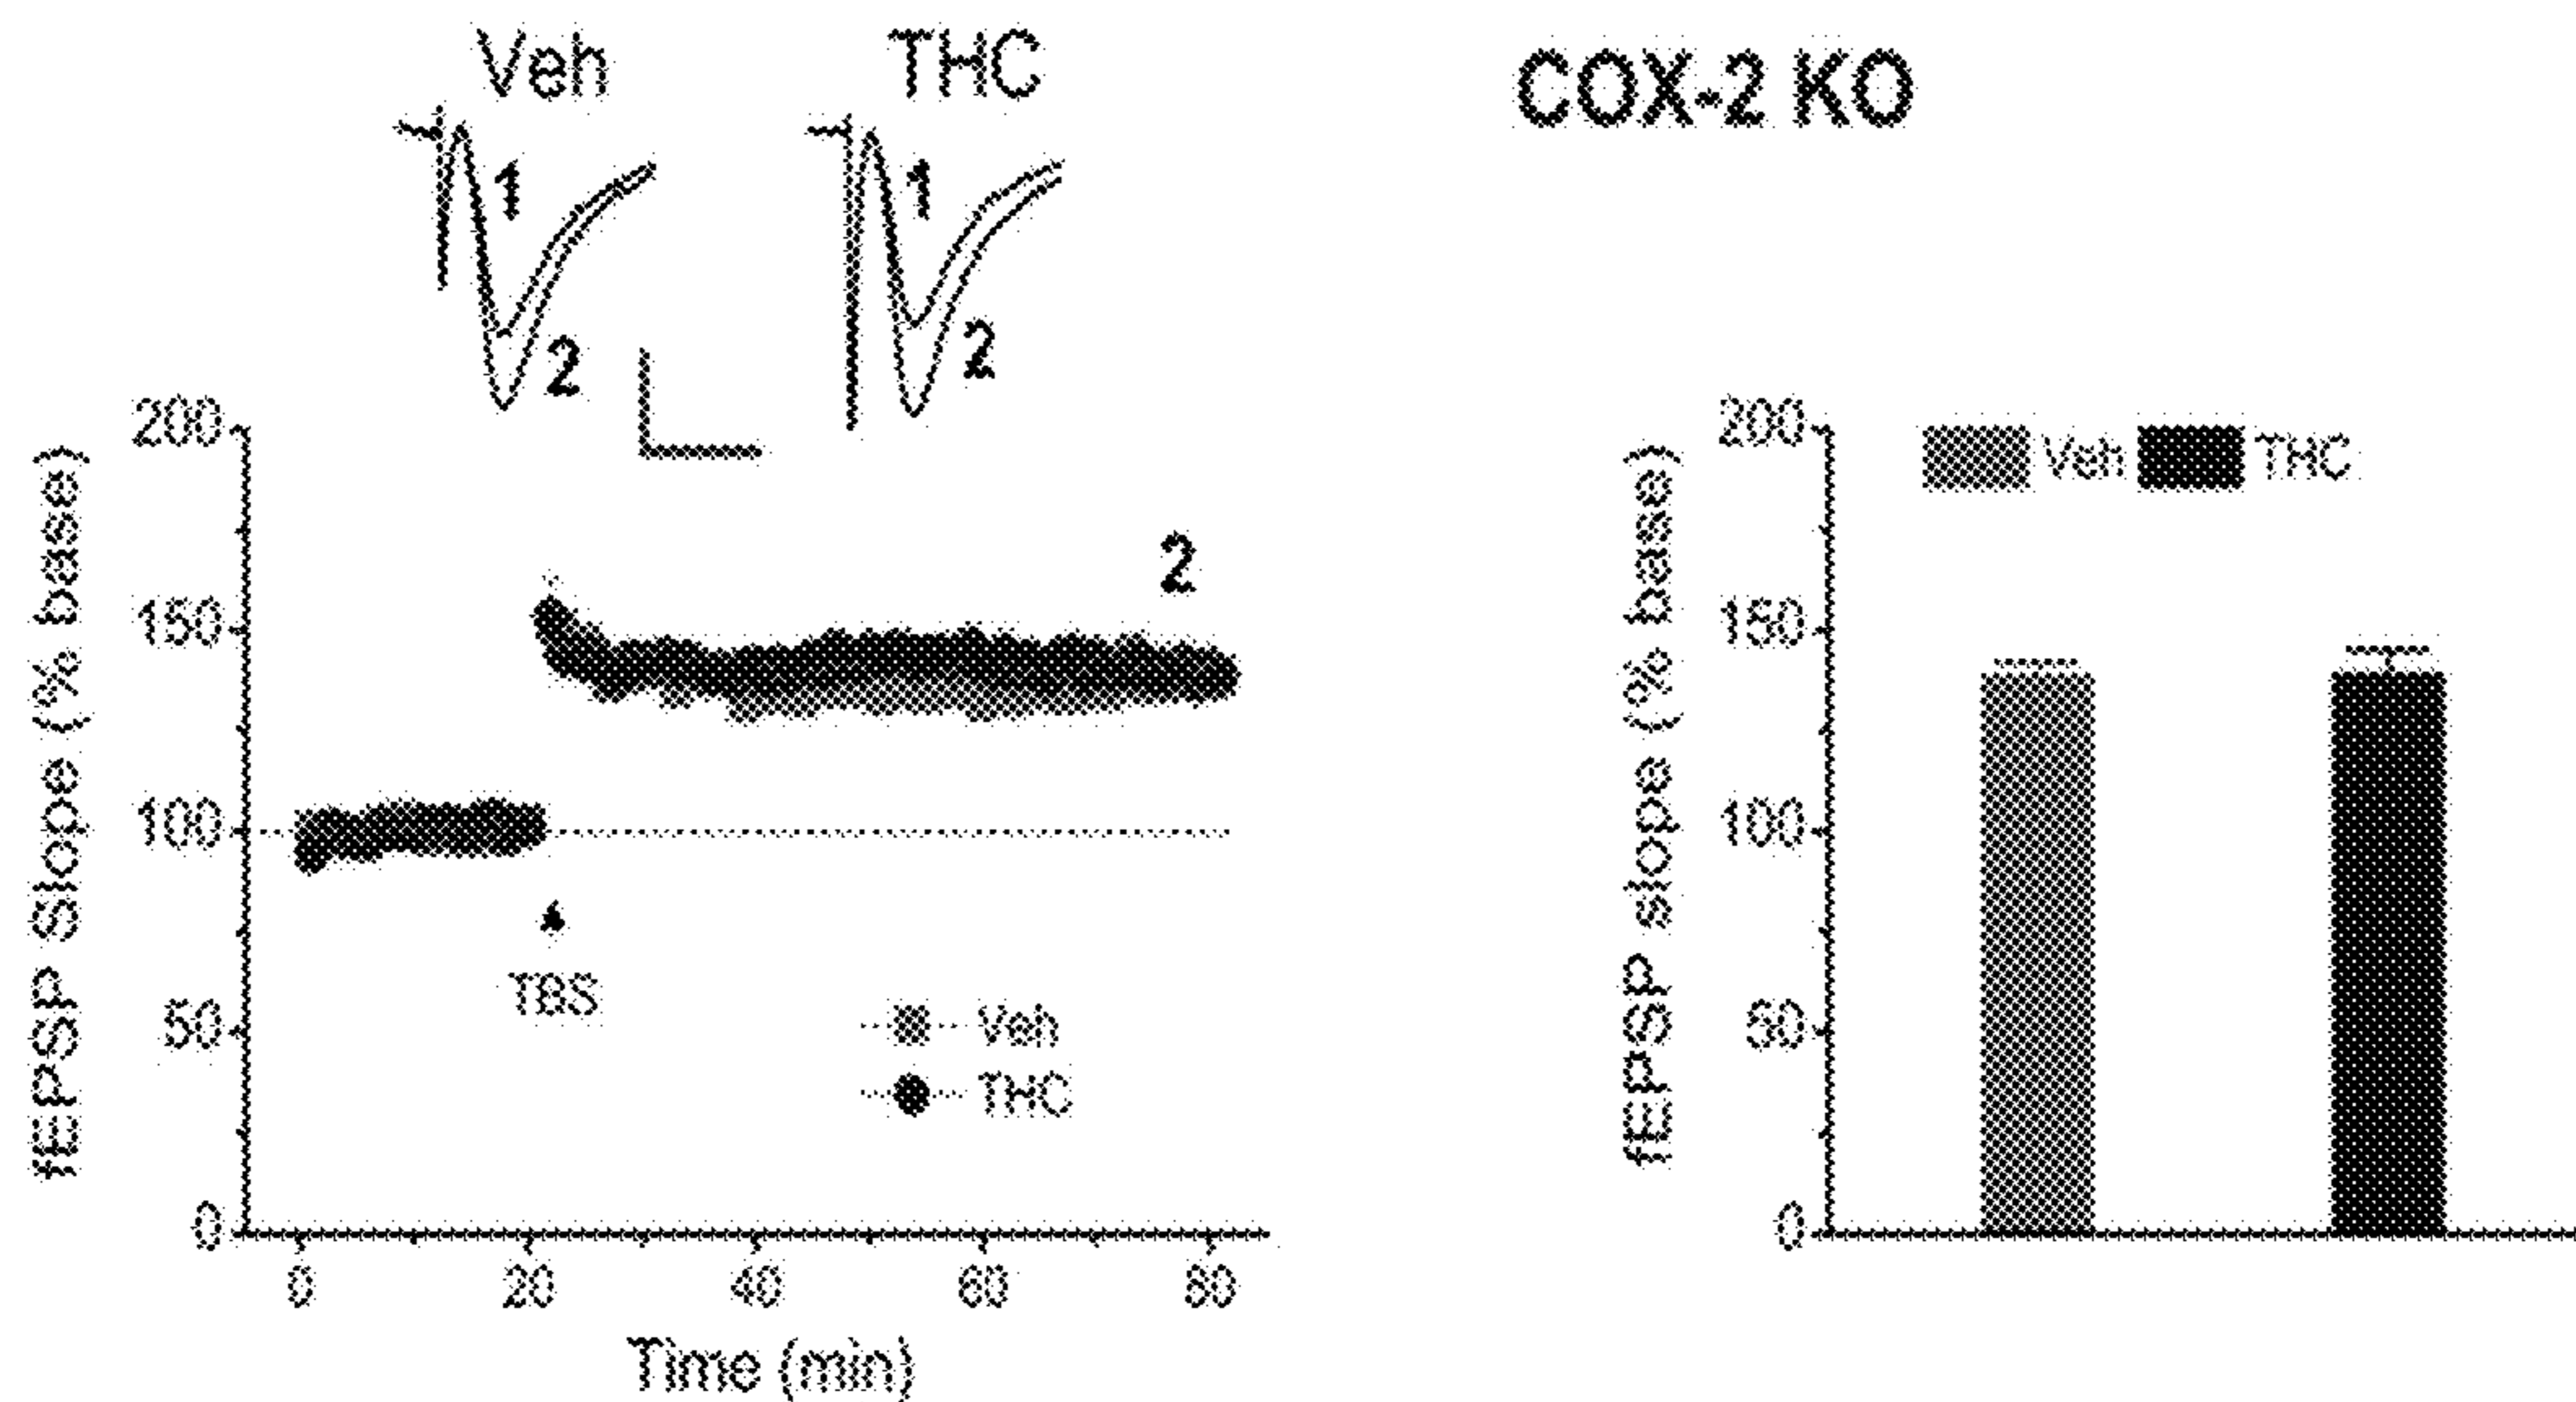 Veh THC
COX-2 KO
1 1
2 2
fEPSP Slope (% base)
200
150
100
50
0
2
TBS
Veh
THC
0 20 40 60 80
Time (min)
fEPSP slope (% base)
200
150
100
50
0
Veh THC